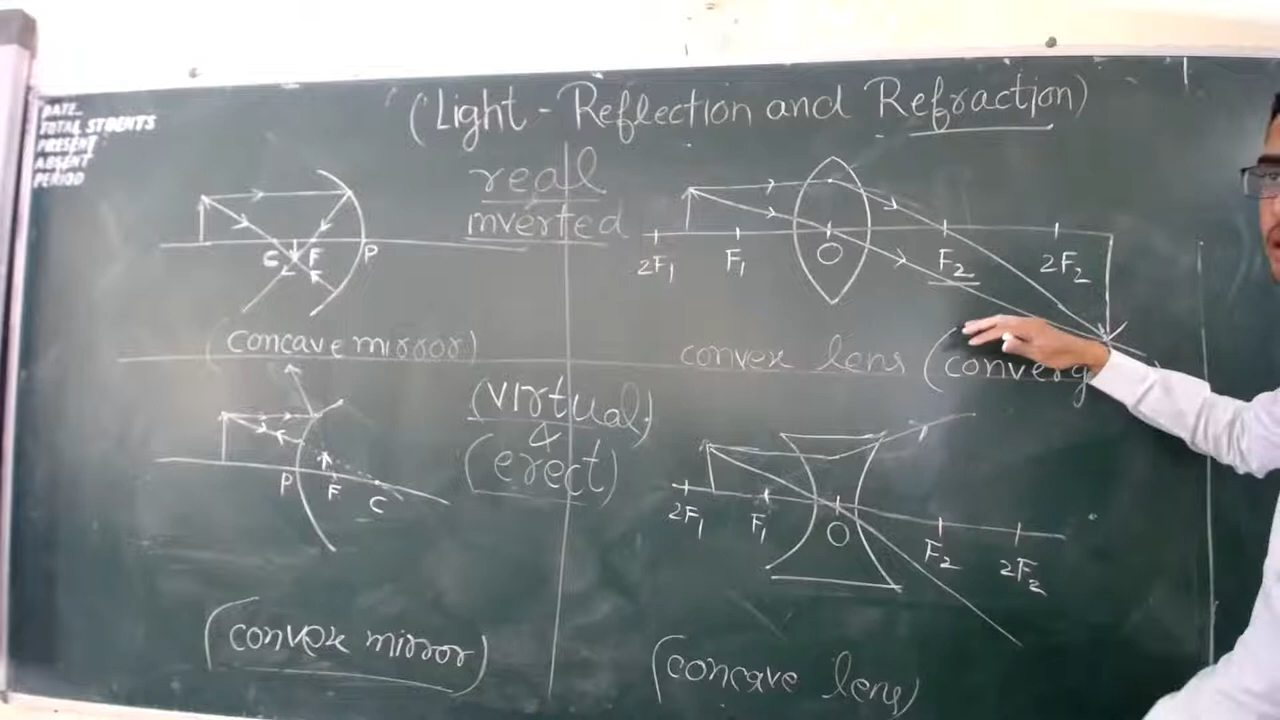 DATE
TOTAL STUDENTS
PRESENT
ABSENT
PERIOD
(Light - Reflection and Refraction)
real
inverted
C F P
(concave mirror)
2F₁ F₁ O F₂ 2F₂
convex lens (converg
(virtual)
&
(erect)
P F C
(convex mirror)
2F₁ F₁ O F₂ 2F₂
(concave lens)